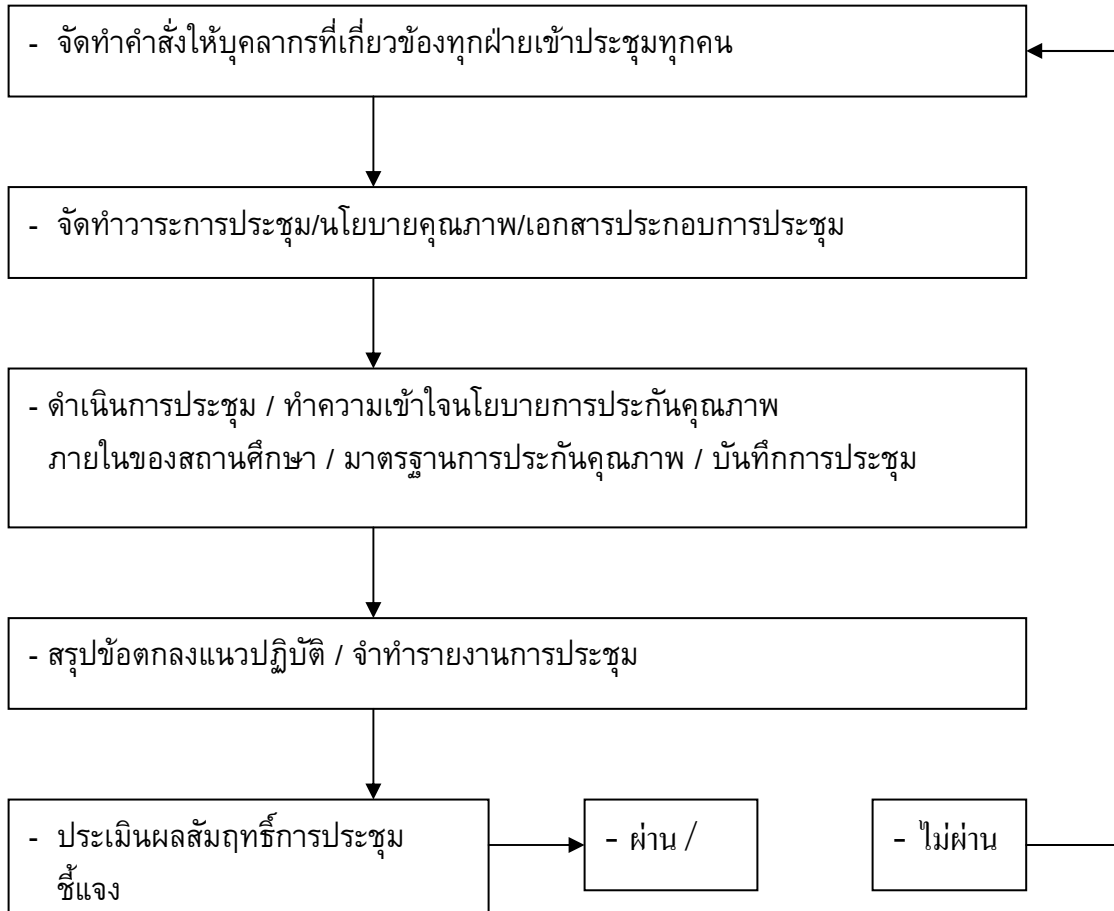 - จัดทำคำสั่งให้บุคลากรที่เกี่ยวข้องทุกฝ่ายเข้าประชุมทุกคน
- จัดทำวาระการประชุม/นโยบายคุณภาพ/เอกสารประกอบการประชุม
- ดำเนินการประชุม / ทำความเข้าใจนโยบายการประกันคุณภาพ
ภายในของสถานศึกษา / มาตรฐานการประกันคุณภาพ / บันทึกการประชุม
- สรุปข้อตกลงแนวปฏิบัติ / จำทำรายงานการประชุม
- ประเมินผลสัมฤทธิ์การประชุม
ชี้แจง
- ผ่าน /
- ไม่ผ่าน